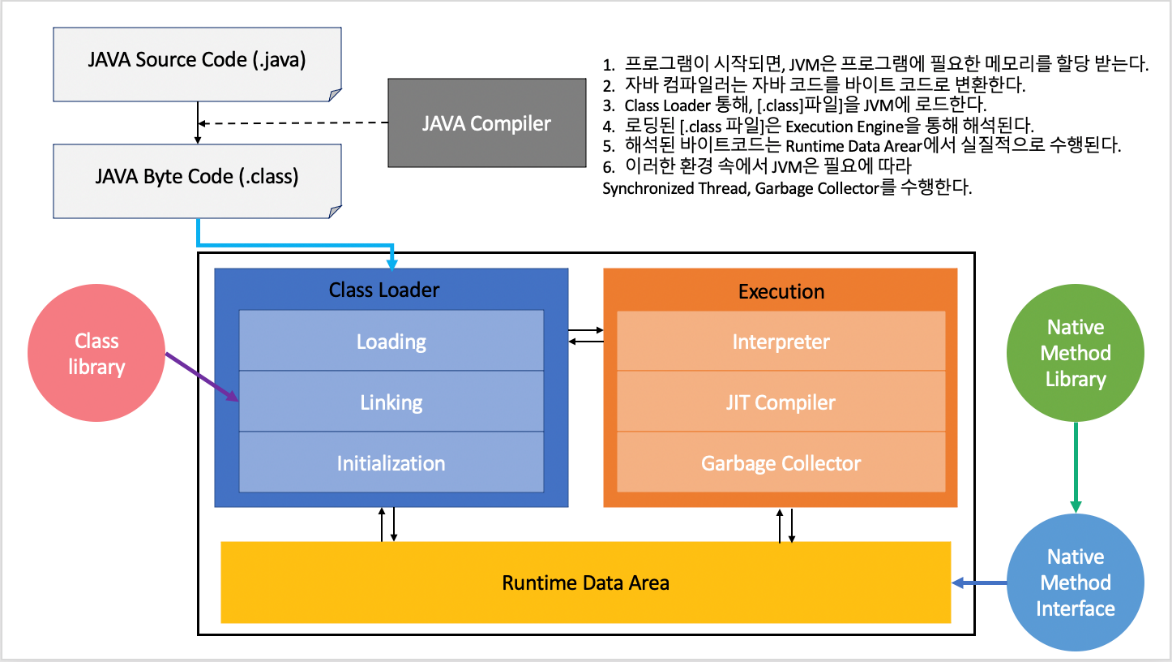 JAVA Source Code (.java)
JAVA Compiler
JAVA Byte Code (.class)
1. 프로그램이 시작되면, JVM은 프로그램에 필요한 메모리를 할당 받는다.
2. 자바 컴파일러는 자바 코드를 바이트 코드로 변환한다.
3. Class Loader 통해, [.class]파일]을 JVM에 로드한다.
4. 로딩된 [.class 파일]은 Execution Engine을 통해 해석된다.
5. 해석된 바이트코드는 Runtime Data Arear에서 실질적으로 수행된다.
6. 이러한 환경 속에서 JVM은 필요에 따라
Synchronized Thread, Garbage Collector를 수행한다.
Class
library
Class Loader
Loading
Linking
Initialization
Execution
Interpreter
JIT Compiler
Garbage Collector
Native
Method
Library
Runtime Data Area
Native
Method
Interface